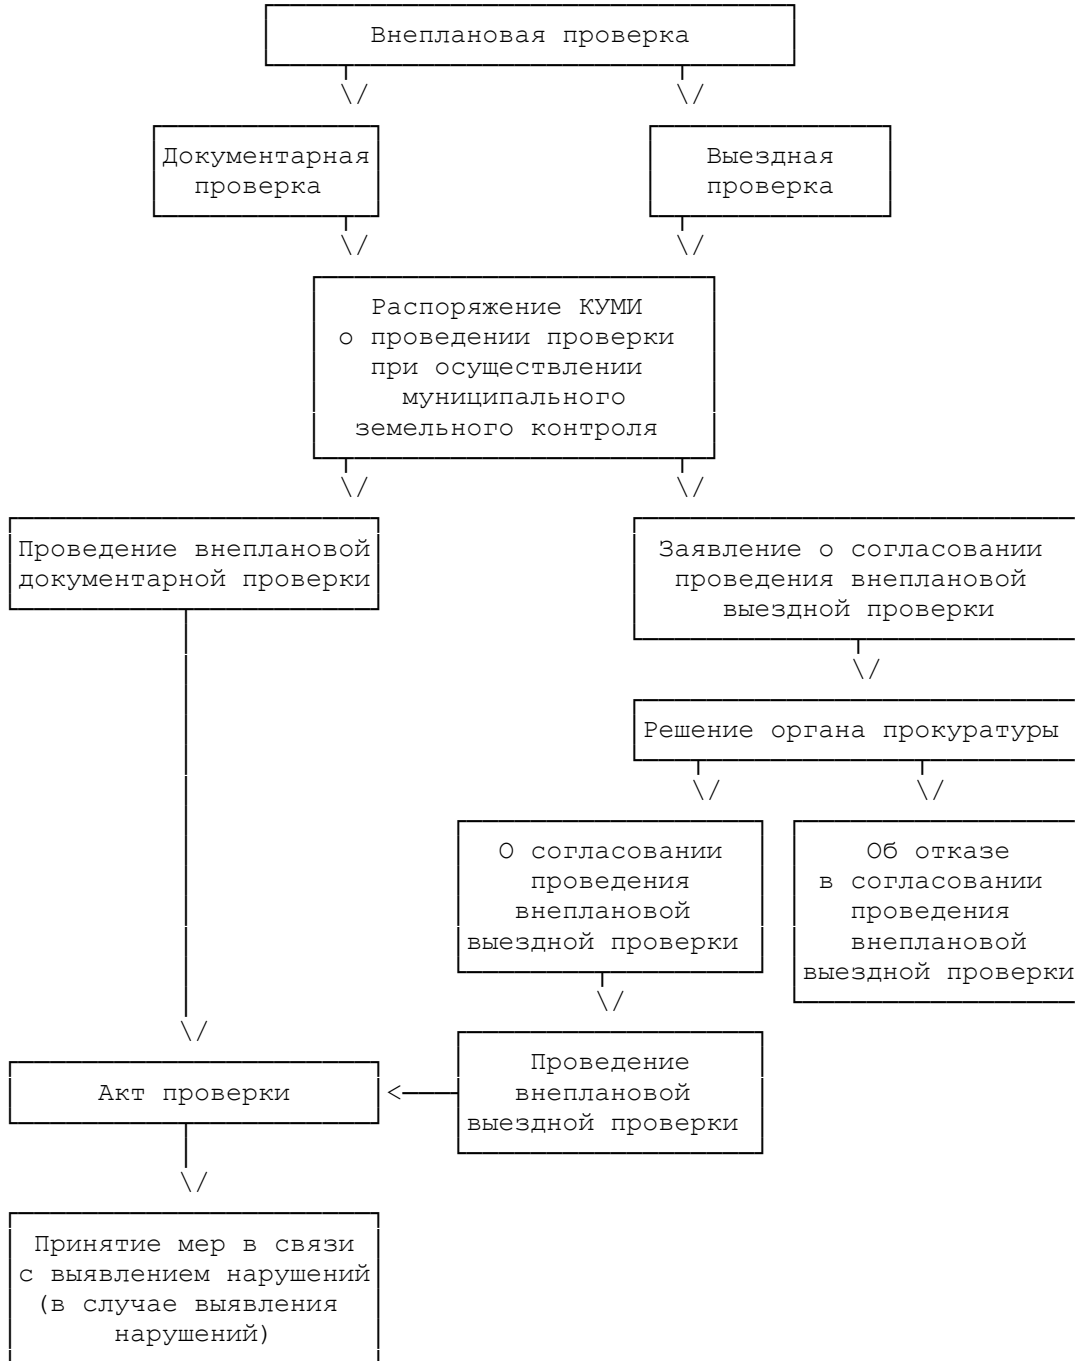 Внеплановая проверка
Документарная
проверка
Выездная
проверка
Распоряжение КУМИ
о проведении проверки
при осуществлении
муниципального
земельного контроля
Проведение внеплановой
документарной проверки
Заявление о согласовании
проведения внеплановой
выездной проверки
Решение органа прокуратуры
О согласовании
проведения
внеплановой
выездной проверки
Об отказе
в согласовании
проведения
внеплановой
выездной проверки
Проведение
внеплановой
выездной проверки
Акт проверки
Принятие мер в связи
с выявлением нарушений
(в случае выявления
нарушений)